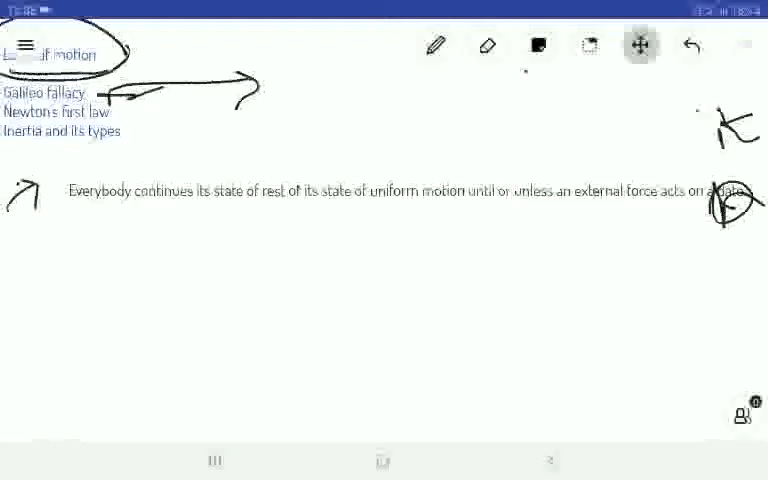 motion
Galileo fallacy
Newton's first law
Inertia and its types
Everybody continues its state of rest of its state of uniform motion until or unless an external force acts on
K